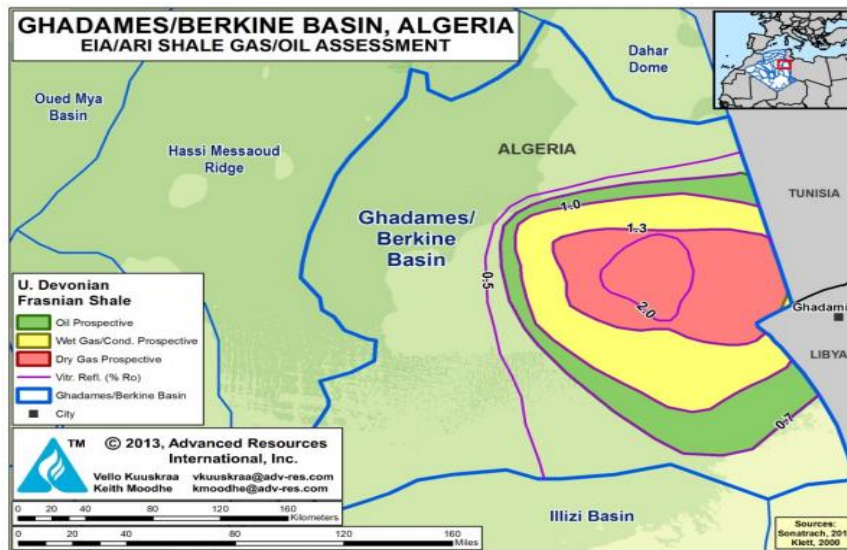 GHADAMES/BERKINE BASIN, ALGERIA
EIA/ARI SHALE GAS/OIL ASSESSMENT
Dahar
Dome
Oued Mya
Basin
Hassi Messaoud
Ridge
ALGERIA
TUNISIA
Ghadames/
Berkine
Basin
1.0
1.3
0.5
2.0
0.7
Ghadami
LIBYA
U. Devonian
Frasnian Shale
Oil Prospective
Wet Gas/Cond. Prospective
Dry Gas Prospective
Vitr. Refl. (% Ro)
Ghadames/Berkine Basin
City
TM
© 2013, Advanced Resources
International, Inc.
Vello Kuuskraa vkuuskraa@adv-res.com
Keith Moodhe kmoodhe@adv-res.com
0 20 40 80 120 160
Kilometers
0 20 40 80 120 160
Miles
Illizi Basin
Sources:
Sonatrach, 201
Klett, 2000